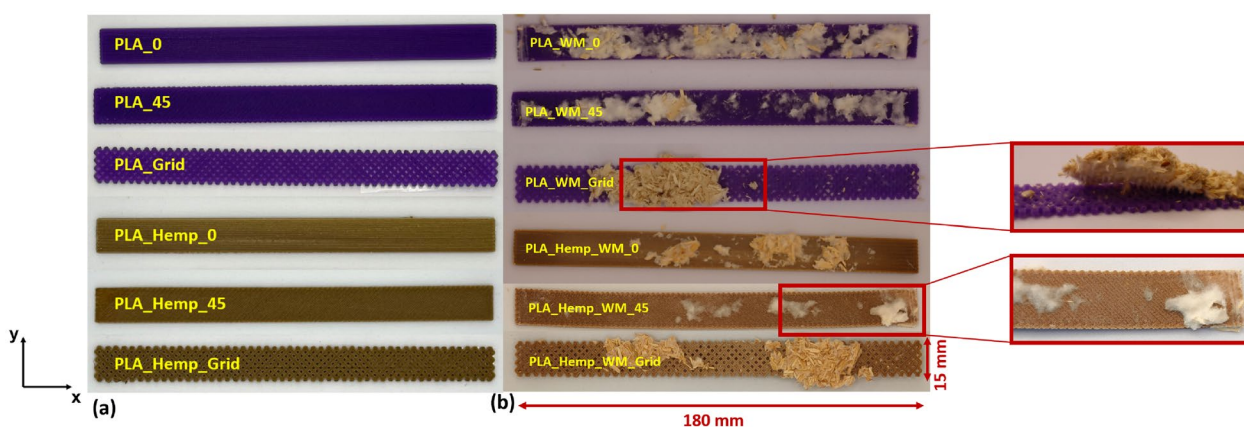 PLA_0
PLA_45
PLA_Grid
PLA_Hemp_0
PLA_Hemp_45
PLA_Hemp_Grid
y
x
(a)
PLA_WM_0
PLA_WM_45
PLA_WM_Grid
PLA_Hemp_WM_0
PLA_Hemp_WM_45
PLA_Hemp_WM_Grid
15 mm
(b)
180 mm